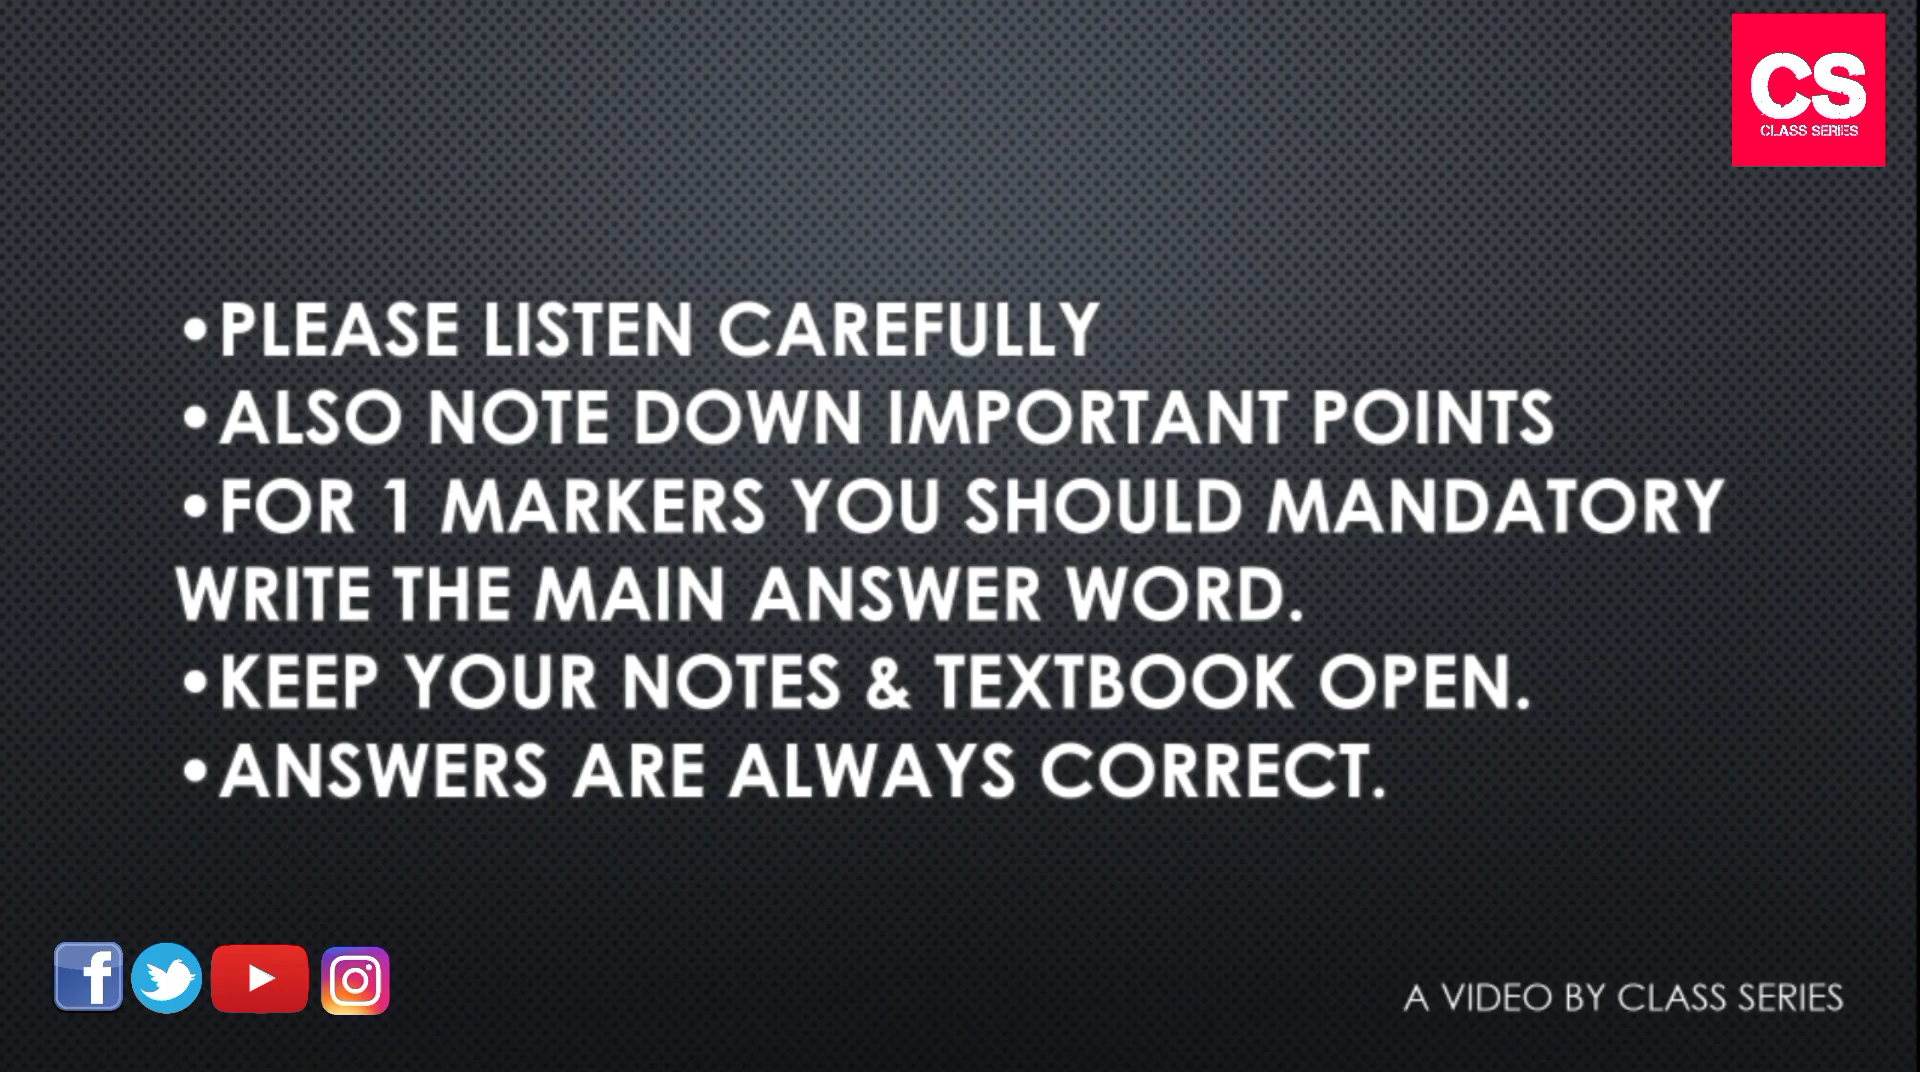 CS
CLASS SERIES
•PLEASE LISTEN CAREFULLY
•ALSO NOTE DOWN IMPORTANT POINTS
•FOR 1 MARKERS YOU SHOULD MANDATORY
WRITE THE MAIN ANSWER WORD.
•KEEP YOUR NOTES & TEXTBOOK OPEN.
•ANSWERS ARE ALWAYS CORRECT.
f
A VIDEO BY CLASS SERIES